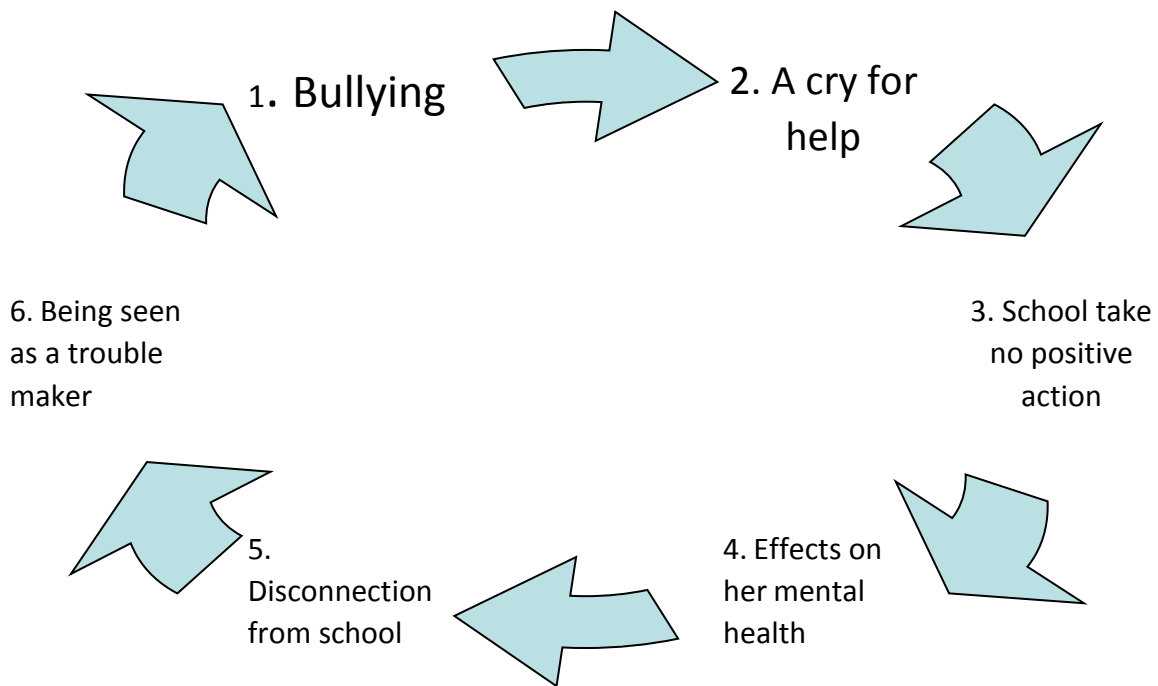 1. Bullying
2. A cry for
help
3. School take
no positive
action
4. Effects on
her mental
health
5.
Disconnection
from school
6. Being seen
as a trouble
maker